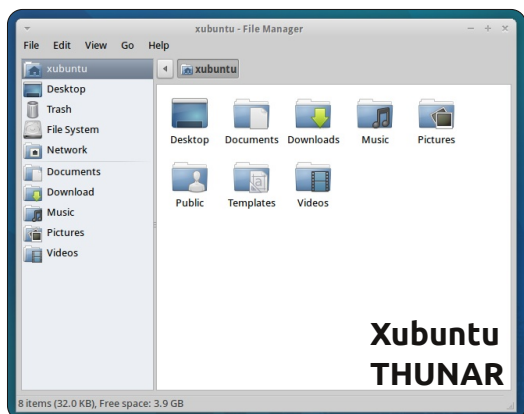 xubuntu - File Manager
File Edit View Go Help
xubuntu
Desktop
Trash
File System
Network
Documents
Download
Music
Pictures
Videos
xubuntu
Desktop Documents Downloads Music Pictures
Public Templates Videos
Xubuntu
THUNAR
8 items (32.0 KB), Free space: 3.9 GB